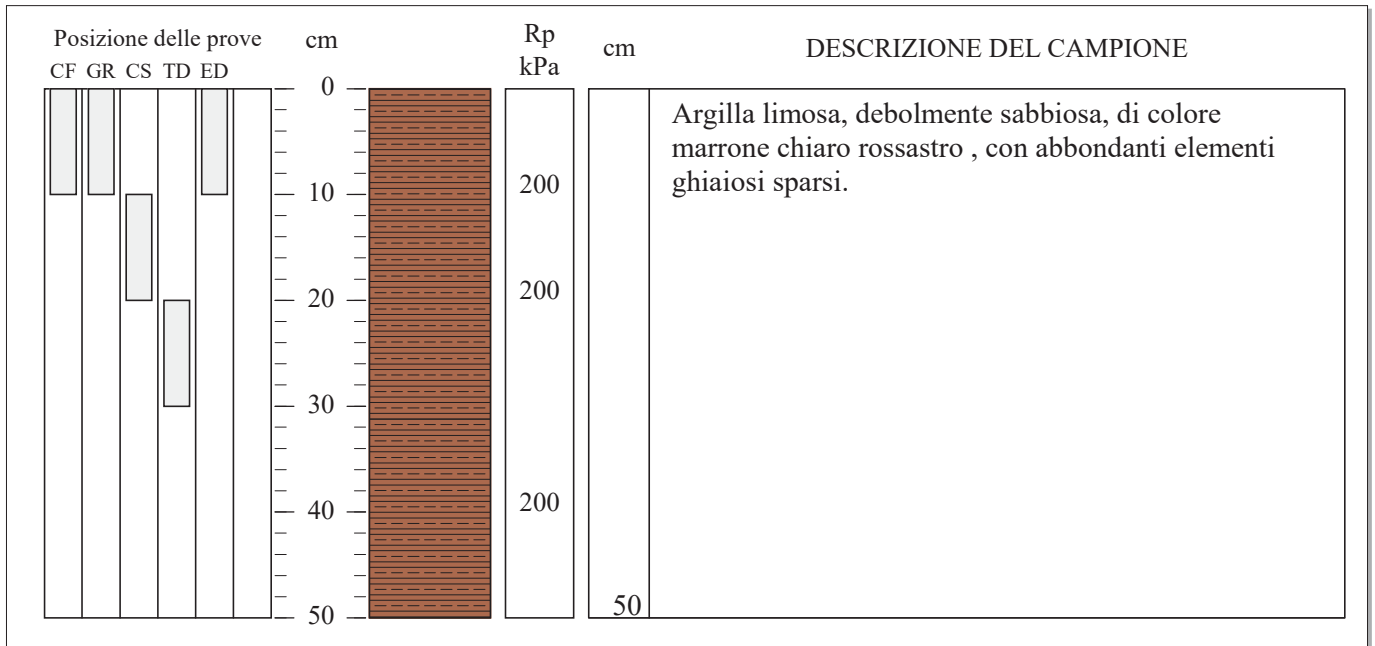 Posizione delle prove
CF GR CS TD ED
cm
Rp
kPa
cm
DESCRIZIONE DEL CAMPIONE
0
10
20
30
40
50
200
200
200
50
Argilla limosa, debolmente sabbiosa, di colore
marrone chiaro rossastro , con abbondanti elementi
ghiaiosi sparsi.